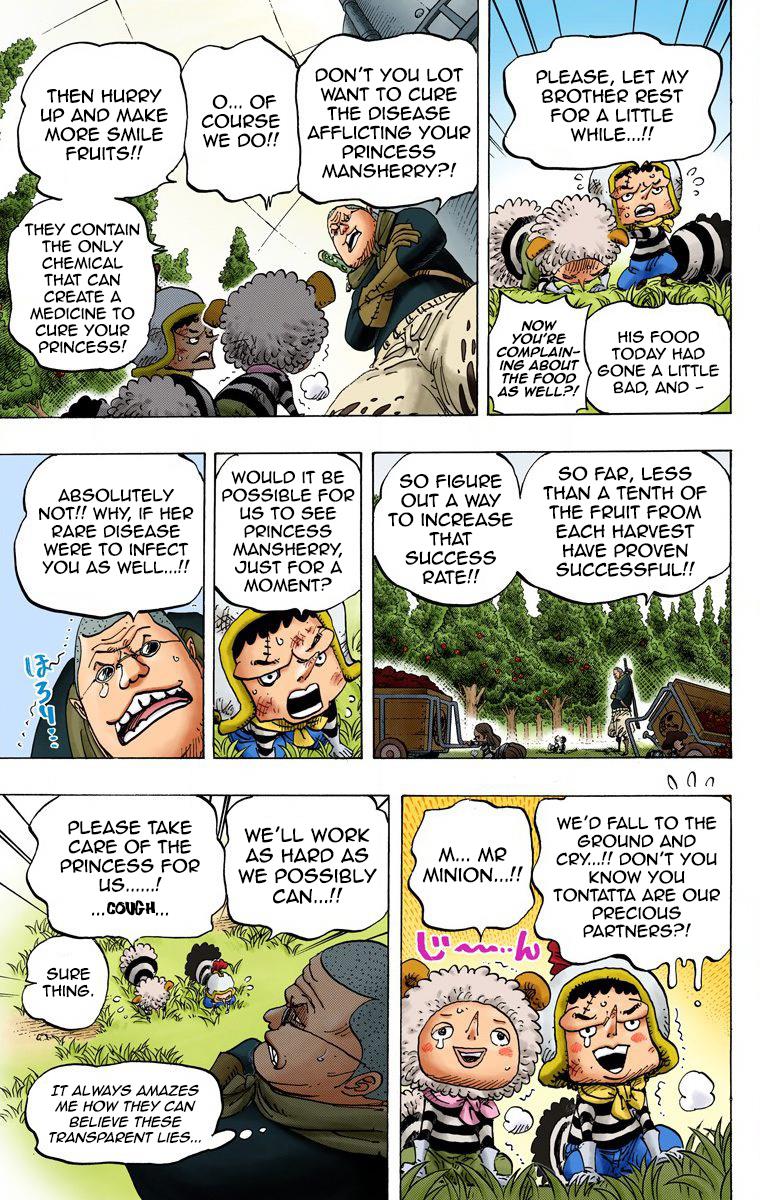 PLEASE, LET MY
BROTHER REST
FOR A LITTLE
WHILE...!!
HIS FOOD
TODAY HAD
GONE A LITTLE
BAD, AND -
NOW
YOU'RE
COMPLAIN-
ING ABOUT
THE FOOD
AS WELL?!
DON'T YOU LOT
WANT TO CURE
THE DISEASE
AFFLICTING YOUR
PRINCESS
MANSHERRY?!
O... OF
COURSE
WE DO!!
THEN HURRY
UP AND MAKE
MORE SMILE
FRUITS!!
THEY CONTAIN
THE ONLY
CHEMICAL
THAT CAN
CREATE A
MEDICINE TO
CURE YOUR
PRINCESS!
SO FAR, LESS
THAN A TENTH OF
THE FRUIT FROM
EACH HARVEST
HAVE PROVEN
SUCCESSFUL!!
SO FIGURE
OUT A WAY
TO INCREASE
THAT
SUCCESS
RATE!!
WOULD IT BE
POSSIBLE FOR
US TO SEE
PRINCESS
MANSHERRY,
JUST FOR A
MOMENT?
ABSOLUTELY
NOT!! WHY, IF HER
RARE DISEASE
WERE TO INFECT
YOU AS WELL...!!
ほろり…
WE'D FALL TO THE
GROUND AND
CRY...!! DON'T YOU
KNOW YOU
TONTATTA ARE OUR
PRECIOUS
PARTNERS?!
M... MR
MINION...!!
じ〜…ん
WE'LL WORK
AS HARD AS
WE POSSIBLY
CAN...!!
PLEASE TAKE
CARE OF THE
PRINCESS FOR
US......!
...COUGH...
SURE
THING.
IT ALWAYS AMAZES
ME HOW THEY CAN
BELIEVE THESE
TRANSPARENT LIES...